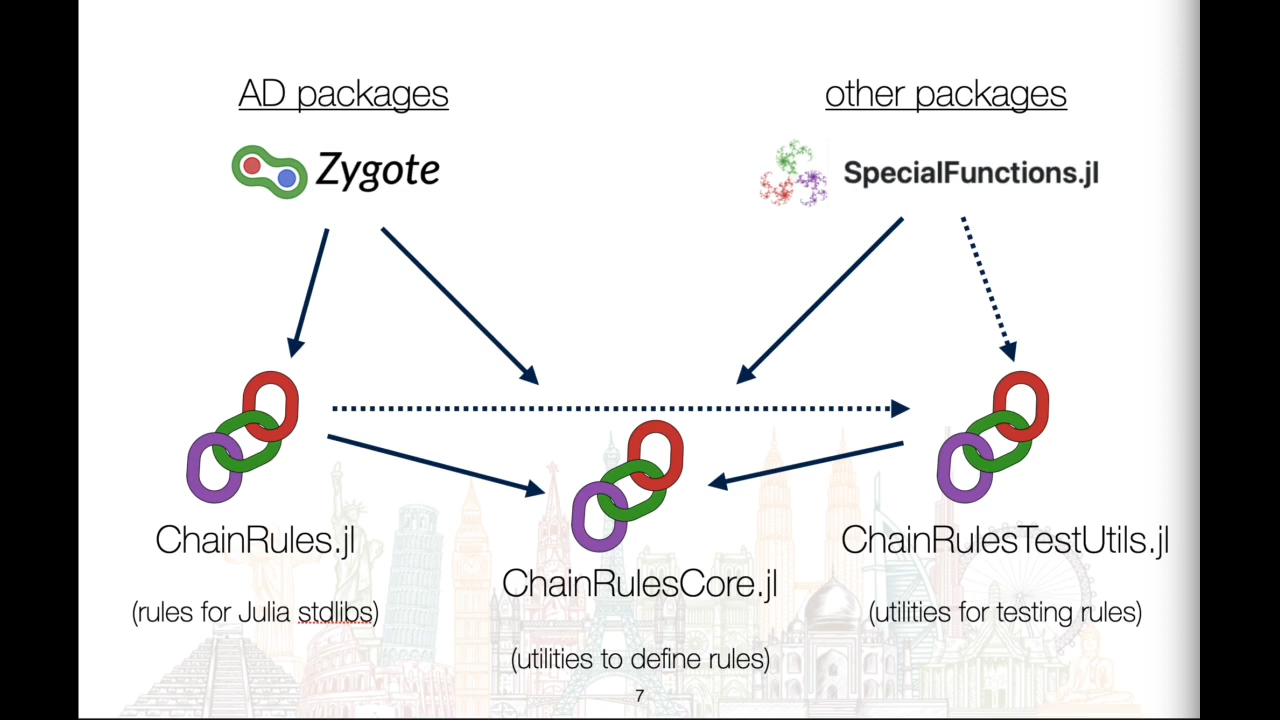 AD packages
other packages
Zygote
SpecialFunctions.jl
ChainRules.jl
(rules for Julia stdlibs)
ChainRulesCore.jl
(utilities to define rules)
ChainRulesTestUtils.jl
(utilities for testing rules)
7